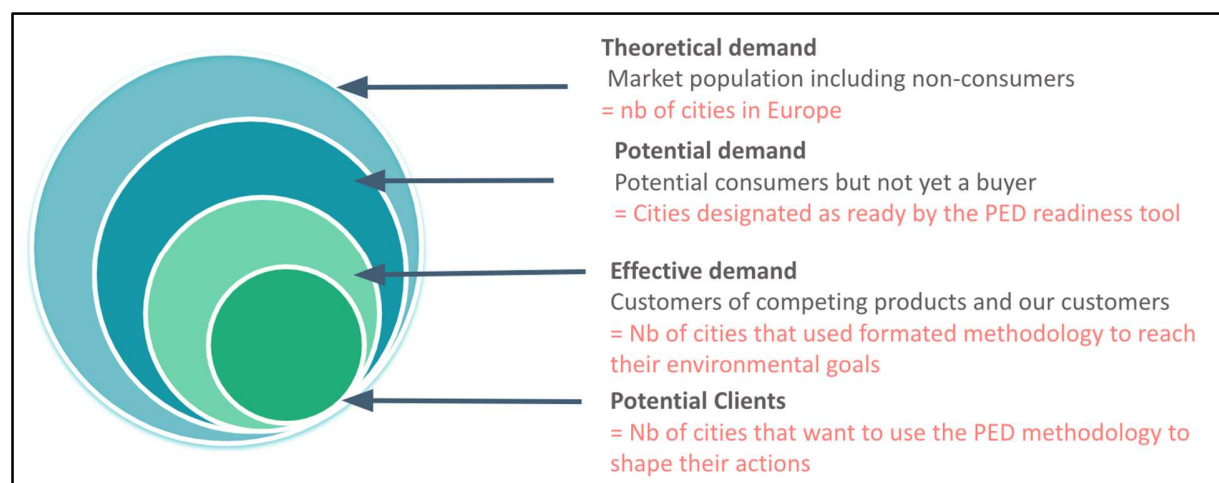 Theoretical demand
Market population including non-consumers
= nb of cities in Europe
Potential demand
Potential consumers but not yet a buyer
= Cities designated as ready by the PED readiness tool
Effective demand
Customers of competing products and our customers
= Nb of cities that used formated methodology to reach
their environmental goals
Potential Clients
= Nb of cities that want to use the PED methodology to
shape their actions